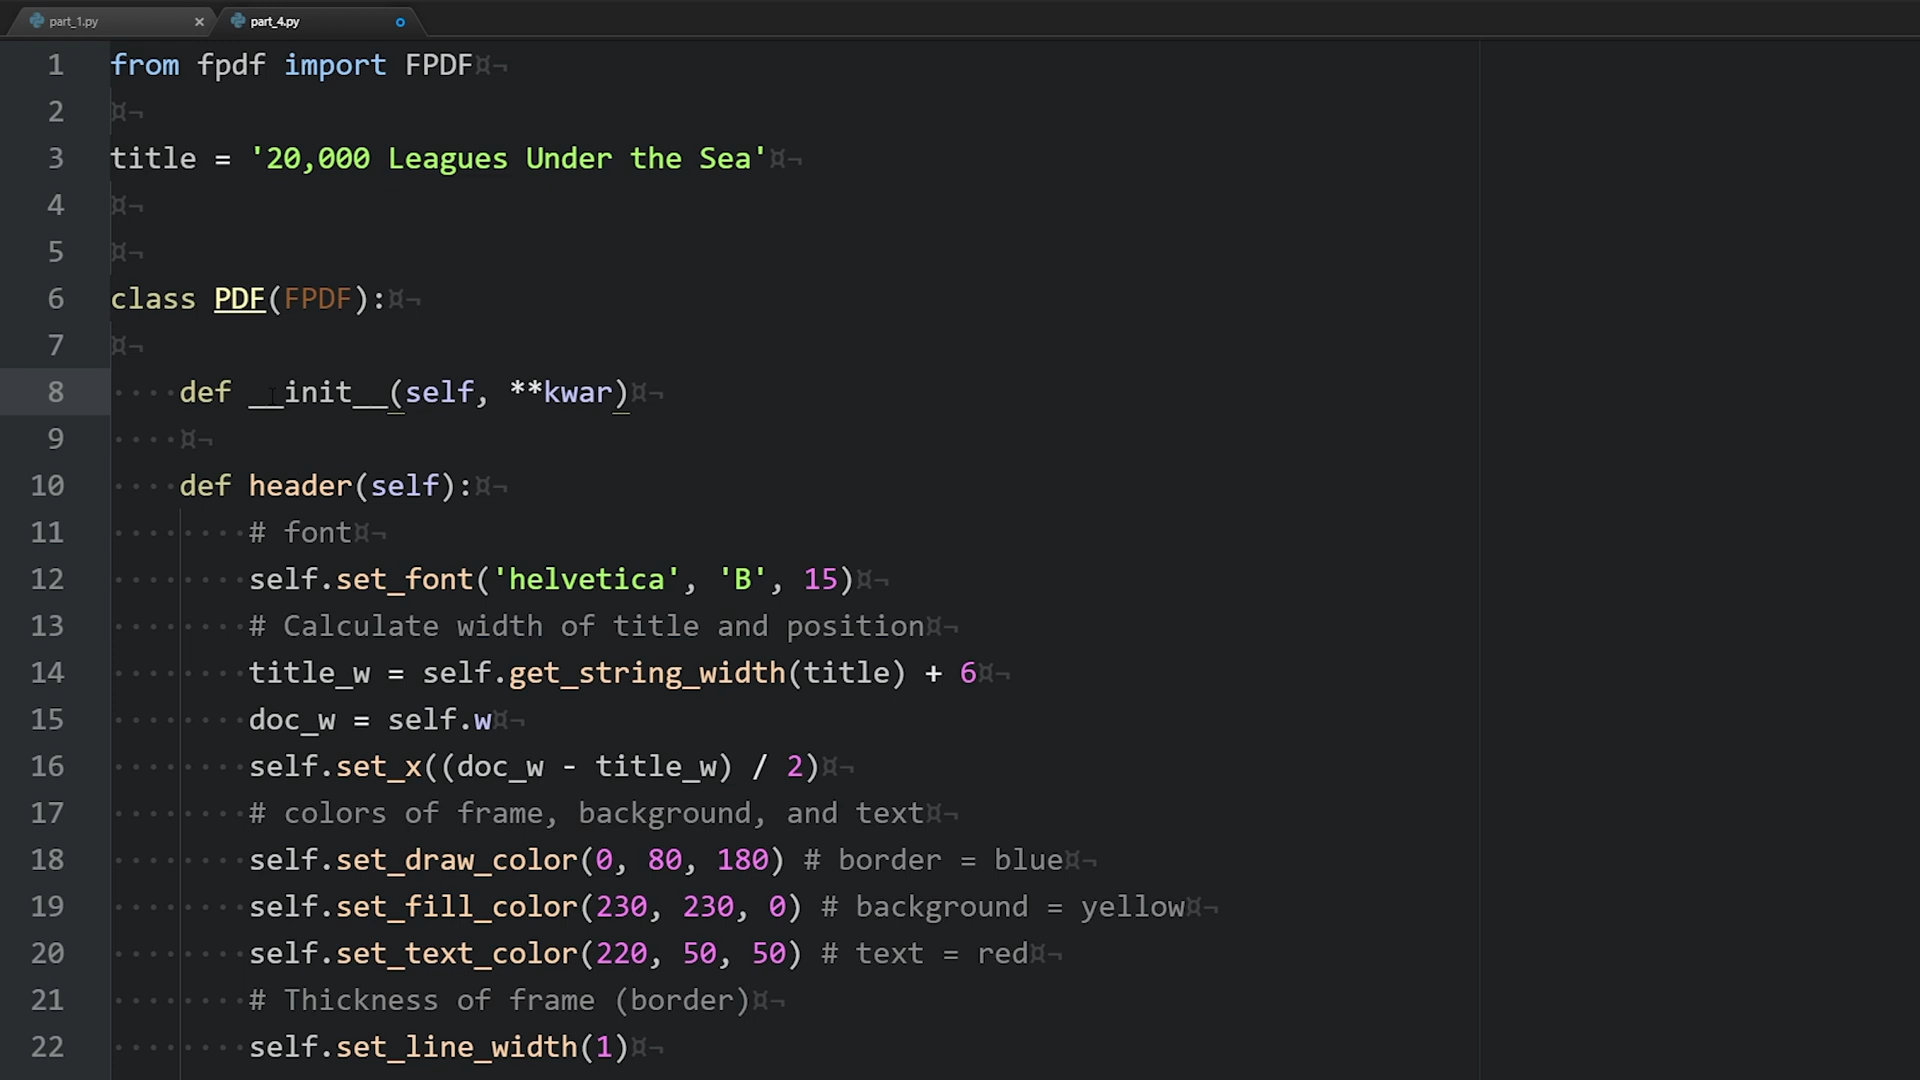 part_1.py × part_4.py
1 from fpdf import FPDF¤¬
2 ¤¬
3 title = '20,000 Leagues Under the Sea'¤¬
4 ¤¬
5 ¤¬
6 class PDF(FPDF):¤¬
7 ¤¬
8 ····def __init__(self, **kwar)¤¬
9 ····¤¬
10 ····def header(self):¤¬
11 ········# font¤¬
12 ········self.set_font('helvetica', 'B', 15)¤¬
13 ········# Calculate width of title and position¤¬
14 ········title_w = self.get_string_width(title) + 6¤¬
15 ········doc_w = self.w¤¬
16 ········self.set_x((doc_w - title_w) / 2)¤¬
17 ········# colors of frame, background, and text¤¬
18 ········self.set_draw_color(0, 80, 180) # border = blue¤¬
19 ········self.set_fill_color(230, 230, 0) # background = yellow¤¬
20 ········self.set_text_color(220, 50, 50) # text = red¤¬
21 ········# Thickness of frame (border)¤¬
22 ········self.set_line_width(1)¤¬